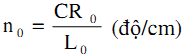 n₀ = CR₀ / L₀ (độ/cm)